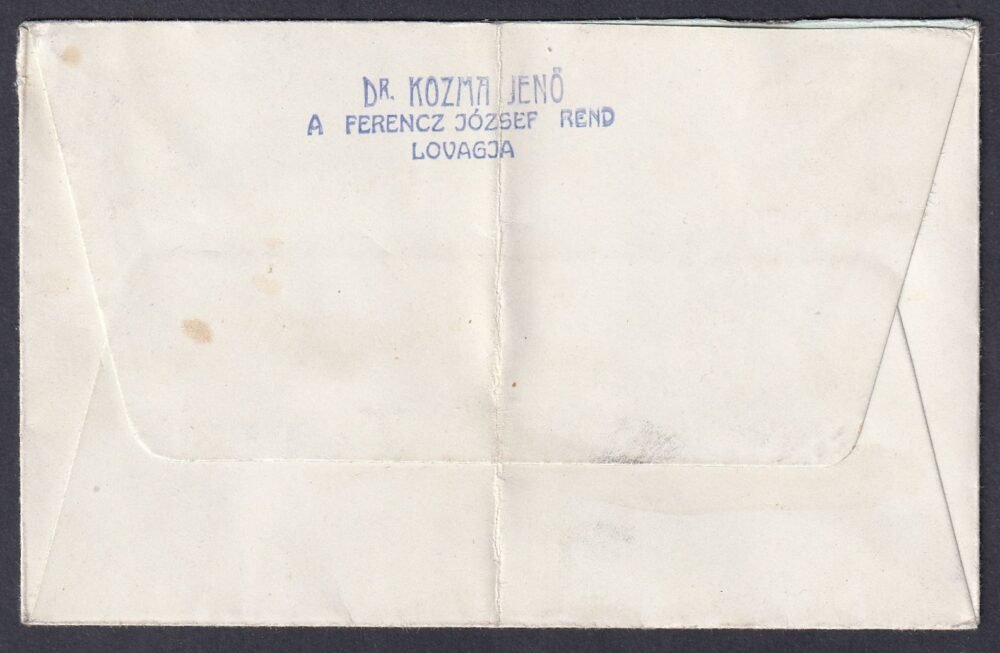 DR. KOZMA JENŐ
A FERENCZ JÓZSEF REND
LOVAGJA